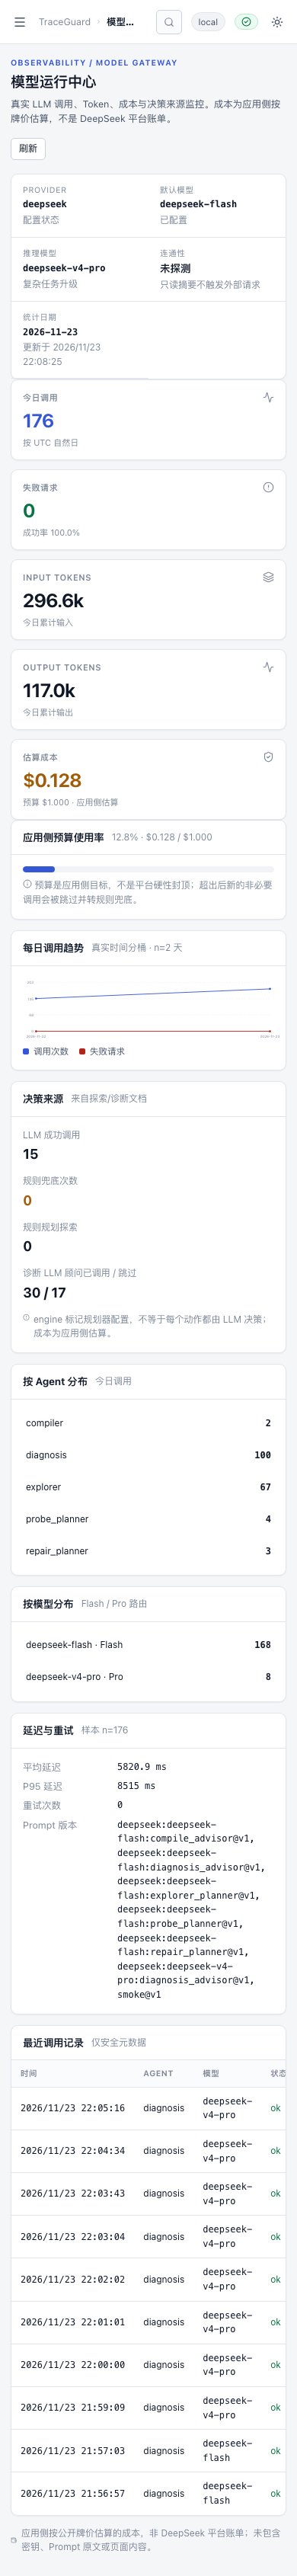 TraceGuard › 模型... local
OBSERVABILITY / MODEL GATEWAY
模型运行中心
真实 LLM 调用、Token、成本与决策来源监控。成本为应用侧按
牌价估算，不是 DeepSeek 平台账单。
刷新
PROVIDER
deepseek
配置状态
默认模型
deepseek-flash
已配置
推理模型
deepseek-v4-pro
复杂任务升级
连通性
未探测
只读摘要不触发外部请求
统计日期
2026-11-23
更新于 2026/11/23
22:08:25
今日调用
176
按 UTC 自然日
失败请求
0
成功率 100.0%
INPUT TOKENS
296.6k
今日累计输入
OUTPUT TOKENS
117.0k
今日累计输出
估算成本
$0.128
预算 $1.000 · 应用侧估算
应用侧预算使用率 12.8% · $0.128 / $1.000
预算是应用侧目标，不是平台硬性封顶；超出后新的非必要
调用会被跳过并转规则兜底。
每日调用趋势 真实时间分桶 · n=2 天
调用次数 失败请求
决策来源 来自探索/诊断文档
LLM 成功调用
15
规则兜底次数
0
规则规划探索
0
诊断 LLM 顾问已调用 / 跳过
30 / 17
engine 标记规划器配置，不等于每个动作都由 LLM 决策；
成本为应用侧估算。
按 Agent 分布 今日调用
compiler 2
diagnosis 100
explorer 67
probe_planner 4
repair_planner 3
按模型分布 Flash / Pro 路由
deepseek-flash · Flash 168
deepseek-v4-pro · Pro 8
延迟与重试 样本 n=176
平均延迟 5820.9 ms
P95 延迟 8515 ms
重试次数 0
Prompt 版本 deepseek:deepseek-
flash:compile_advisor@v1,
deepseek:deepseek-
flash:diagnosis_advisor@v1,
deepseek:deepseek-
flash:explorer_planner@v1,
deepseek:deepseek-
flash:probe_planner@v1,
deepseek:deepseek-
flash:repair_planner@v1,
deepseek:deepseek-v4-
pro:diagnosis_advisor@v1,
smoke@v1
最近调用记录 仅安全元数据
时间 AGENT 模型 状态
2026/11/23 22:05:16 diagnosis deepseek-
v4-pro ok
2026/11/23 22:04:34 diagnosis deepseek-
v4-pro ok
2026/11/23 22:03:43 diagnosis deepseek-
v4-pro ok
2026/11/23 22:03:04 diagnosis deepseek-
v4-pro ok
2026/11/23 22:02:02 diagnosis deepseek-
v4-pro ok
2026/11/23 22:01:01 diagnosis deepseek-
v4-pro ok
2026/11/23 22:00:00 diagnosis deepseek-
v4-pro ok
2026/11/23 21:59:09 diagnosis deepseek-
v4-pro ok
2026/11/23 21:57:03 diagnosis deepseek-
flash ok
2026/11/23 21:56:57 diagnosis deepseek-
flash ok
应用侧按公开牌价估算的成本，非 DeepSeek 平台账单；未包含
密钥、Prompt 原文或页面内容。